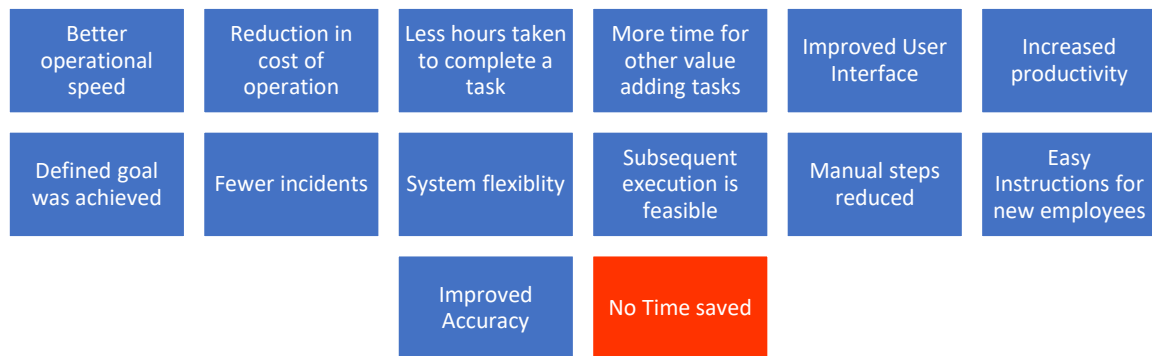 Better
operational
speed
Reduction in
cost of
operation
Less hours taken
to complete a
task
More time for
other value
adding tasks
Improved User
Interface
Increased
productivity
Defined goal
was achieved
Fewer incidents
System flexiblity
Subsequent
execution is
feasible
Manual steps
reduced
Easy
Instructions for
new employees
Improved
Accuracy
No Time saved